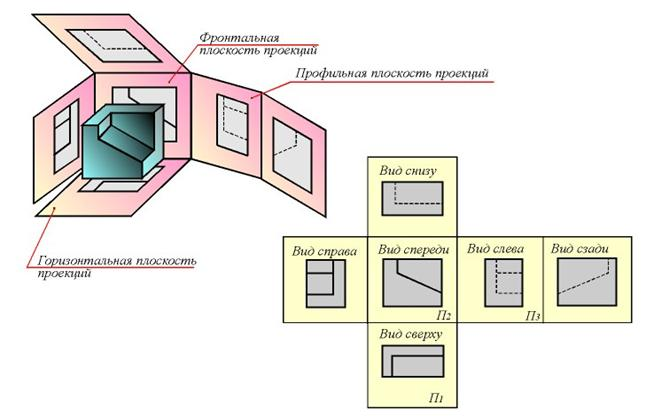 Фронтальная
плоскость проекций
Профильная плоскость проекций
Горизонтальная плоскость
проекций
Вид снизу
Вид справа
Вид спереди
П2
Вид слева
П3
Вид сзади
Вид сверху
П1